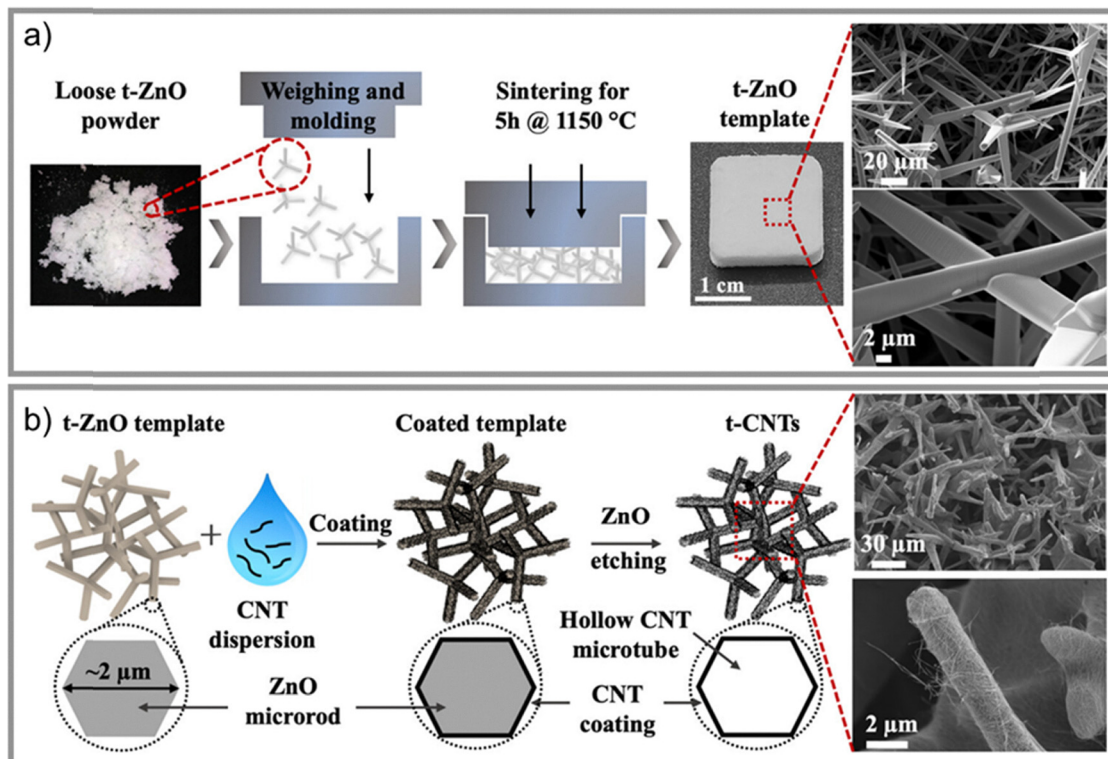 a)
Loose t-ZnO
powder
Weighing and
molding
Sintering for
5h @ 1150 °C
t-ZnO
template
1 cm
20 µm
2 µm
b)
t-ZnO template
+
CNT
dispersion
Coating
Coated template
ZnO
etching
t-CNTs
~2 µm
ZnO
microrod
Hollow CNT
microtube
CNT
coating
30 µm
2 µm